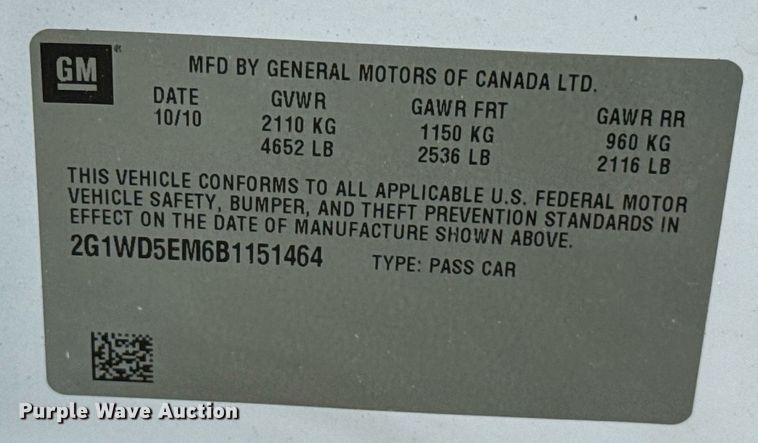 GM ®
MFD BY GENERAL MOTORS OF CANADA LTD.
DATE GVWR GAWR FRT GAWR RR
10/10 2110 KG 1150 KG 960 KG
4652 LB 2536 LB 2116 LB
THIS VEHICLE CONFORMS TO ALL APPLICABLE U.S. FEDERAL MOTOR
VEHICLE SAFETY, BUMPER, AND THEFT PREVENTION STANDARDS IN
EFFECT ON THE DATE OF MANUFACTURE SHOWN ABOVE.
2G1WD5EM6B1151464 TYPE: PASS CAR
Purple Wave Auction